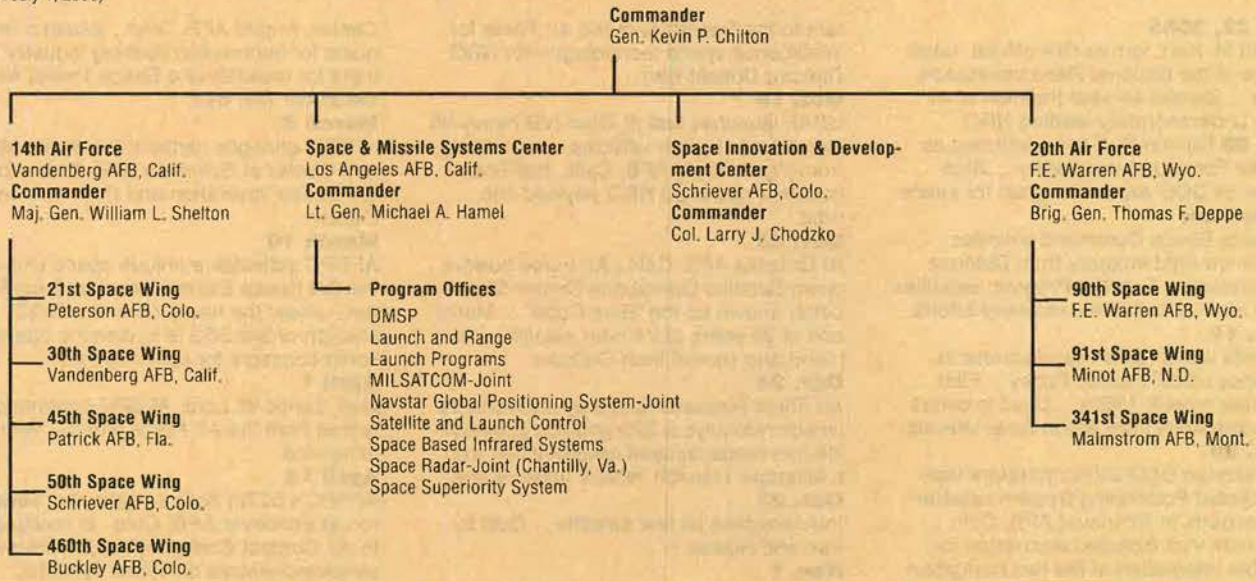 Commander
Gen. Kevin P. Chilton
14th Air Force
Vandenberg AFB, Calif.
Commander
Maj. Gen. William L. Shelton
21st Space Wing
Peterson AFB, Colo.
30th Space Wing
Vandenberg AFB, Calif.
45th Space Wing
Patrick AFB, Fla.
50th Space Wing
Schriever AFB, Colo.
460th Space Wing
Buckley AFB, Colo.
Space & Missile Systems Center
Los Angeles AFB, Calif.
Commander
Lt. Gen. Michael A. Hamel
Program Offices
DMSP
Launch and Range
Launch Programs
MILSATCOM-Joint
Navstar Global Positioning System-Joint
Satellite and Launch Control
Space Based Infrared Systems
Space Radar-Joint (Chantilly, Va.)
Space Superiority System
Space Innovation & Develop-
ment Center
Schriever AFB, Colo.
Commander
Col. Larry J. Chodzko
20th Air Force
F.E. Warren AFB, Wyo.
Commander
Brig. Gen. Thomas F. Deppe
90th Space Wing
F.E. Warren AFB, Wyo.
91st Space Wing
Minot AFB, N.D.
341st Space Wing
Malmstrom AFB, Mont.